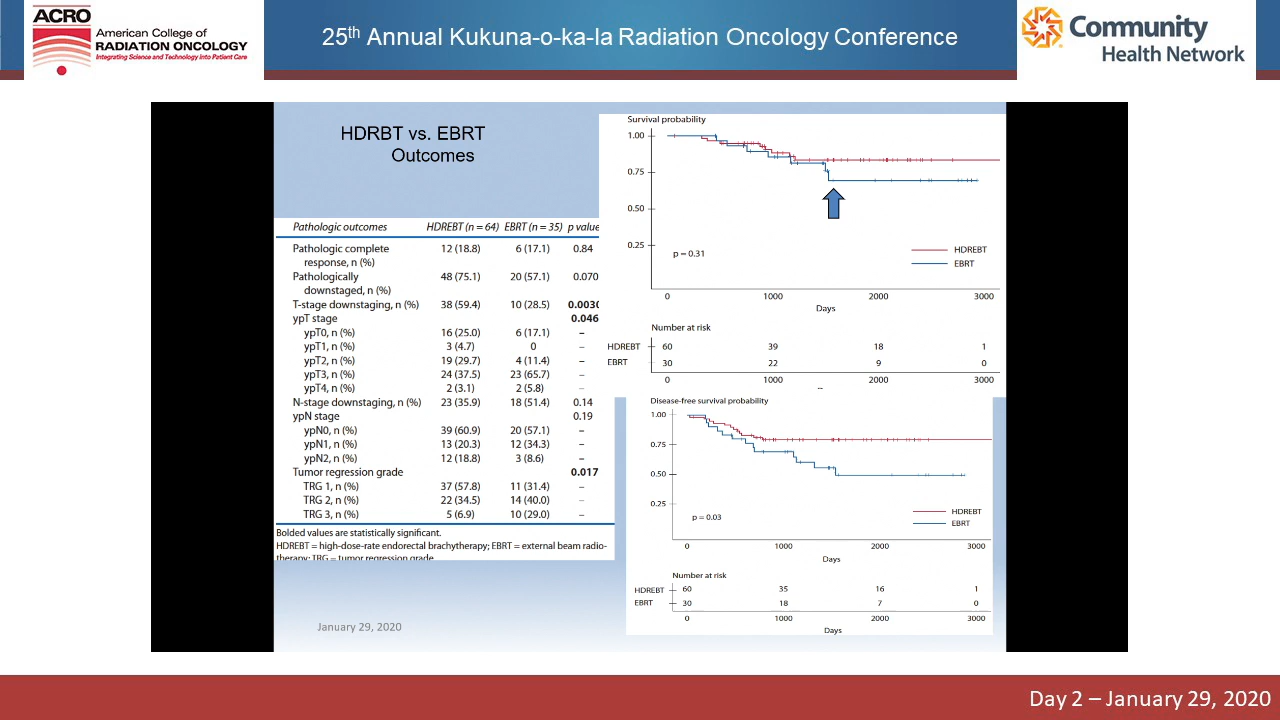 ACRO
American College of
RADIATION ONCOLOGY
Integrating Science and Technology into Patient Care
25th Annual Kukuna-o-ka-la Radiation Oncology Conference
Community
Health Network
HDRBT vs. EBRT
Outcomes
Pathologic outcomes HDREBT (n = 64) EBRT (n = 35) p value
Pathologic complete 12 (18.8) 6 (17.1) 0.84
response, n (%)
Pathologically 48 (75.1) 20 (57.1) 0.070
downstaged, n (%)
T-stage downstaging, n (%) 38 (59.4) 10 (28.5) 0.0030
ypT stage 0.046
ypT0, n (%) 16 (25.0) 6 (17.1) –
ypT1, n (%) 3 (4.7) 0 –
ypT2, n (%) 19 (29.7) 4 (11.4) –
ypT3, n (%) 24 (37.5) 23 (65.7) –
ypT4, n (%) 2 (3.1) 2 (5.8) –
N-stage downstaging, n (%) 23 (35.9) 18 (51.4) 0.14
ypN stage 0.19
ypN0, n (%) 39 (60.9) 20 (57.1) –
ypN1, n (%) 13 (20.3) 12 (34.3) –
ypN2, n (%) 12 (18.8) 3 (8.6) –
Tumor regression grade 0.017
TRG 1, n (%) 37 (57.8) 11 (31.4) –
TRG 2, n (%) 22 (34.5) 14 (40.0) –
TRG 3, n (%) 5 (6.9) 10 (29.0) –
Bolded values are statistically significant.
HDREBT = high-dose-rate endorectal brachytherapy; EBRT = external beam radio-
therapy; TRG = tumor regression grade
January 29, 2020
Survival probability
1.00
0.75
0.50
0.25
p = 0.31
HDREBT
EBRT
0 1000 2000 3000
Days
Number at risk
HDREBT 60 39 18 1
EBRT 30 22 9 0
0 1000 2000 3000
Disease-free survival probability
1.00
0.75
0.50
0.25
p = 0.03
HDREBT
EBRT
0 1000 2000 3000
Days
Number at risk
HDREBT 60 35 16 1
EBRT 30 18 7 0
0 1000 2000 3000
Days
Day 2 – January 29, 2020